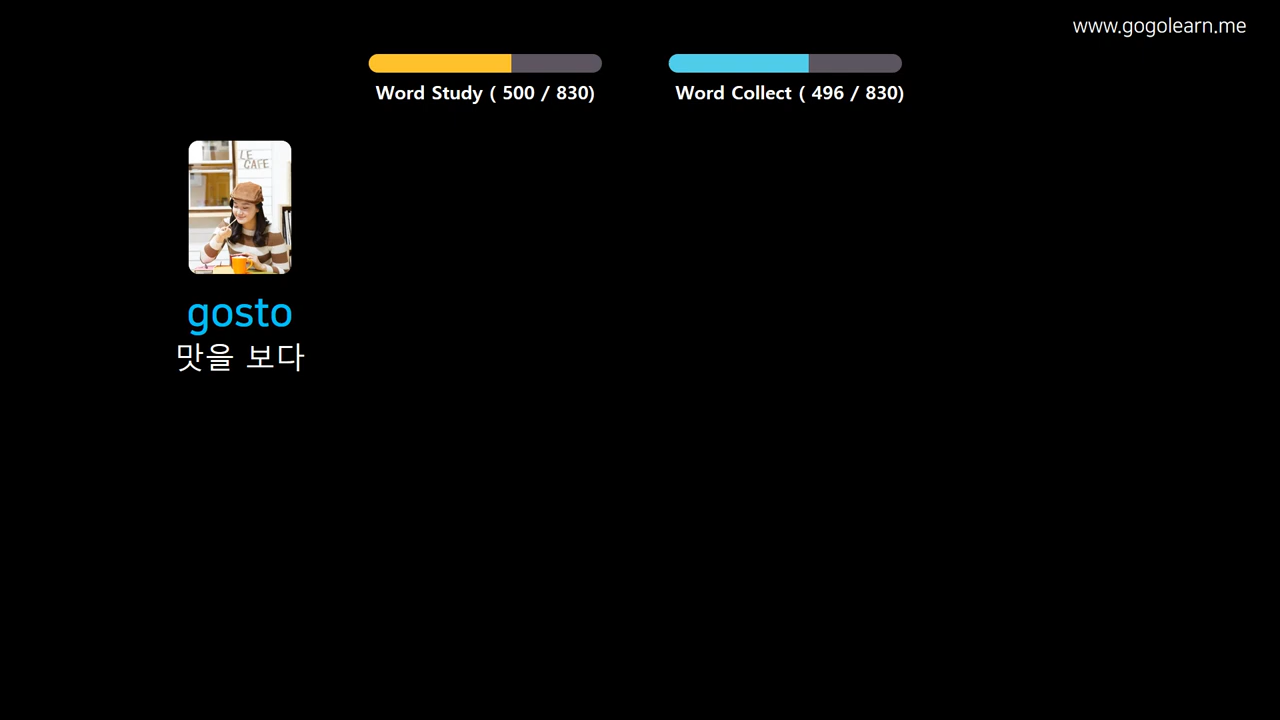 www.gogolearn.me
Word Study ( 500 / 830)
Word Collect ( 496 / 830)
LE
CAFE
gosto
맛을 보다